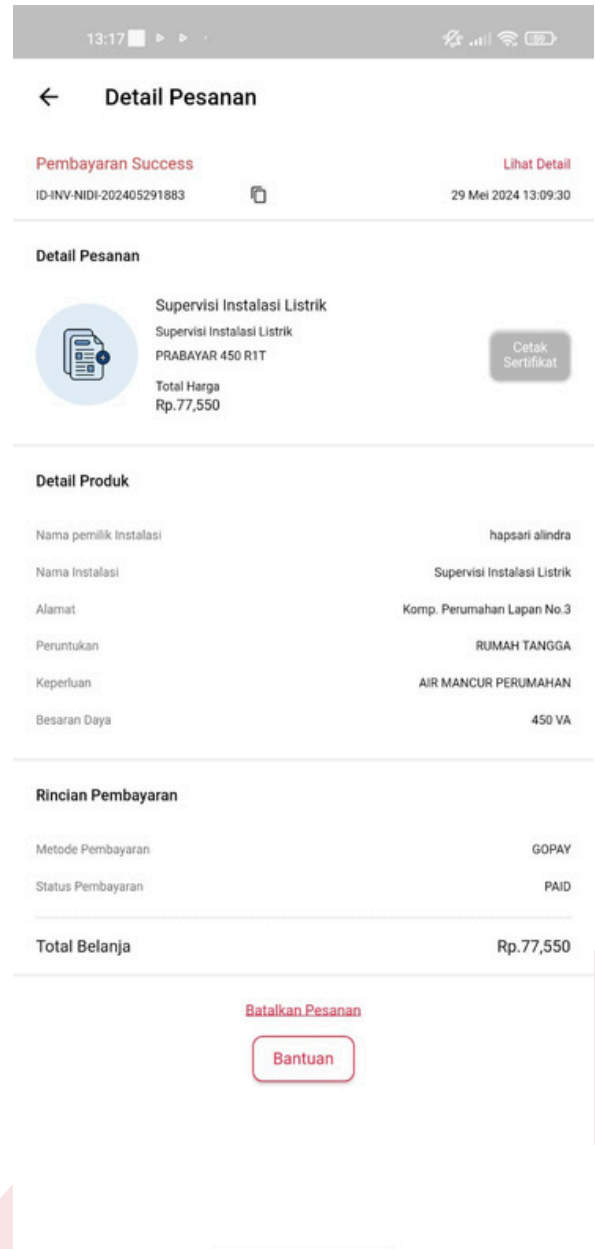 13:17
59
Detail Pesanan
Pembayaran Success
Lihat Detail
ID-INV-NIDI-202405291883
29 Mei 2024 13:09:30
Detail Pesanan
Supervisi Instalasi Listrik
Supervisi Instalasi Listrik
PRABAYAR 450 R1T
Cetak
Sertifikat
Total Harga
Rp.77,550
Detail Produk
Nama pemilik Instalasi
hapsari alindra
Nama Instalasi
Supervisi Instalasi Listrik
Alamat
Komp. Perumahan Lapan No.3
Peruntukan
RUMAH TANGGA
Keperluan
AIR MANCUR PERUMAHAN
Besaran Daya
450 VA
Rincian Pembayaran
Metode Pembayaran
GOPAY
Status Pembayaran
PAID
Total Belanja
Rp.77,550
Batalkan Pesanan
Bantuan